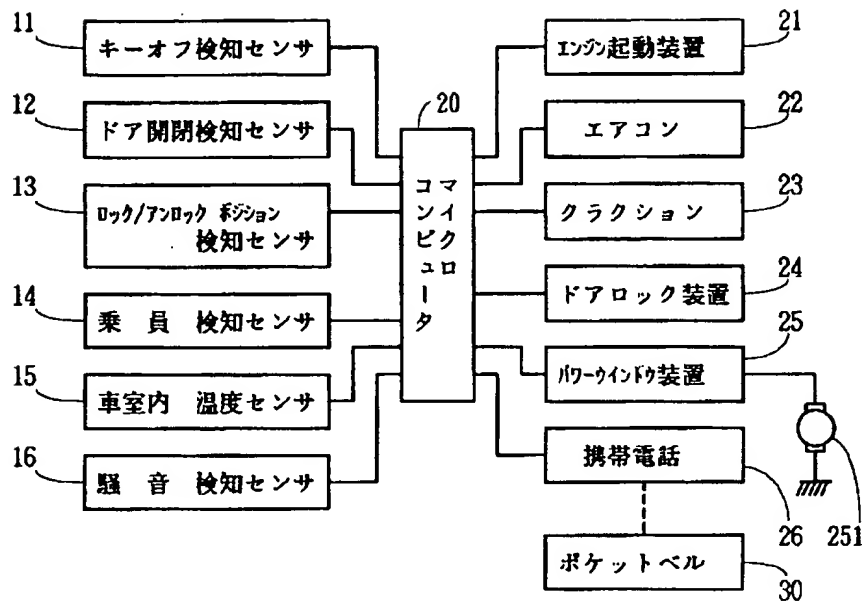 11
キーオフ検知センサ
12
ドア開閉検知センサ
13
ロック/アンロック ポジション
検知センサ
14
乗員 検知センサ
15
車室内 温度センサ
16
騒音 検知センサ
20
マイクロ
コンピュータ
21
エンジン起動装置
22
エアコン
23
クラクション
24
ドアロック装置
25
パワーウインドウ装置
251
26
携帯電話
30
ポケットベル